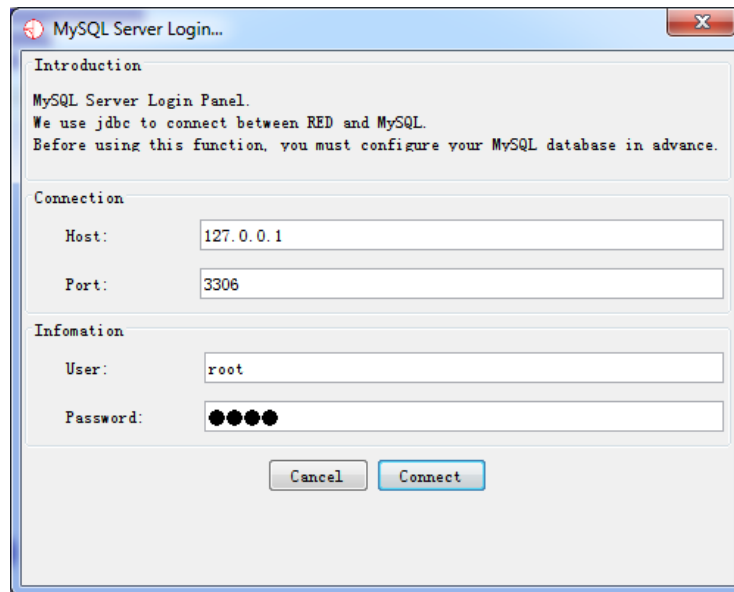 MySQL Server Login...
Introduction
MySQL Server Login Panel.
We use jdbc to connect between RED and MySQL.
Before using this function, you must configure your MySQL database in advance.
Connection
Host: 127.0.0.1
Port: 3306
Infomation
User: root
Password: ●●●●
Cancel Connect